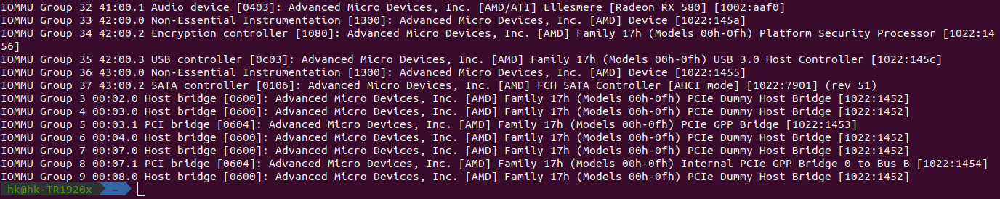 IOMMU Group 32 41:00.1 Audio device [0403]: Advanced Micro Devices, Inc. [AMD/ATI] Ellesmere [Radeon RX 580] [1002:aaf0]
IOMMU Group 33 42:00.0 Non-Essential Instrumentation [1300]: Advanced Micro Devices, Inc. [AMD] Device [1022:145a]
IOMMU Group 34 42:00.2 Encryption controller [1080]: Advanced Micro Devices, Inc. [AMD] Family 17h (Models 00h-0fh) Platform Security Processor [1022:14
56]
IOMMU Group 35 42:00.3 USB controller [0c03]: Advanced Micro Devices, Inc. [AMD] Family 17h (Models 00h-0fh) USB 3.0 Host Controller [1022:145c]
IOMMU Group 36 43:00.0 Non-Essential Instrumentation [1300]: Advanced Micro Devices, Inc. [AMD] Device [1022:1455]
IOMMU Group 37 43:00.2 SATA controller [0106]: Advanced Micro Devices, Inc. [AMD] FCH SATA Controller [AHCI mode] [1022:7901] (rev 51)
IOMMU Group 3 00:02.0 Host bridge [0600]: Advanced Micro Devices, Inc. [AMD] Family 17h (Models 00h-0fh) PCIe Dummy Host Bridge [1022:1452]
IOMMU Group 4 00:03.0 Host bridge [0600]: Advanced Micro Devices, Inc. [AMD] Family 17h (Models 00h-0fh) PCIe Dummy Host Bridge [1022:1452]
IOMMU Group 5 00:03.1 PCI bridge [0604]: Advanced Micro Devices, Inc. [AMD] Family 17h (Models 00h-0fh) PCIe GPP Bridge [1022:1453]
IOMMU Group 6 00:04.0 Host bridge [0600]: Advanced Micro Devices, Inc. [AMD] Family 17h (Models 00h-0fh) PCIe Dummy Host Bridge [1022:1452]
IOMMU Group 7 00:07.0 Host bridge [0600]: Advanced Micro Devices, Inc. [AMD] Family 17h (Models 00h-0fh) PCIe Dummy Host Bridge [1022:1452]
IOMMU Group 8 00:07.1 PCI bridge [0604]: Advanced Micro Devices, Inc. [AMD] Family 17h (Models 00h-0fh) Internal PCIe GPP Bridge 0 to Bus B [1022:1454]
IOMMU Group 9 00:08.0 Host bridge [0600]: Advanced Micro Devices, Inc. [AMD] Family 17h (Models 00h-0fh) PCIe Dummy Host Bridge [1022:1452]
hk@hk-TR1920x ~